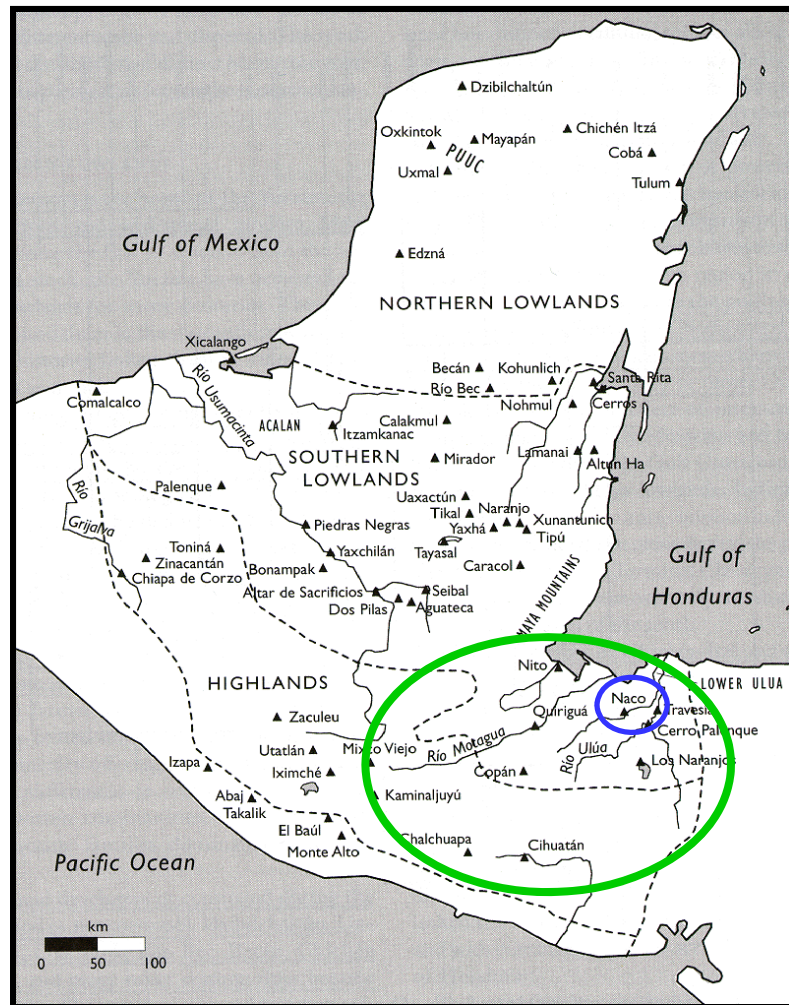 Dzibilchaltún
Oxkintok
Mayapán
Chichén Itzá
PUUC
Cobá
Uxmal
Tulum
Gulf of Mexico
Edzná
NORTHERN LOWLANDS
Xicalango
Becán
Kohunlich
Santa Rita
Río Bec
Comalcalco
Río Usumacinta
Nohmul
Cerros
ACALAN
Calakmul
Itzamkanac
Lamanai
SOUTHERN
LOWLANDS
Mirador
Altun Ha
Palenque
Uaxactún
Río
Grijalva
Tikal
Naranjo
Xunantunich
Piedras Negras
Yaxhá
Tipú
Toniná
Yaxchilán
Tayasal
Gulf of
Honduras
Zinacantán
Chiapa de Corzo
Bonampak
Caracol
Altar de Sacrificios
Seibal
Dos Pilas
Aguateca
MAYA MOUNTAINS
Nito
HIGHLANDS
LOWER ULUA
Naco
Travesía
Zaculeu
Quiriguá
Cerro Palenque
Río Motagua
Río Ulúa
Utatlán
Mixco Viejo
Los Naranjos
Izapa
Iximché
Copán
Abaj
Takalik
Kaminaljuyú
El Baúl
Monte Alto
Chalchuapa
Cihuatán
Pacific Ocean
km
0 50 100